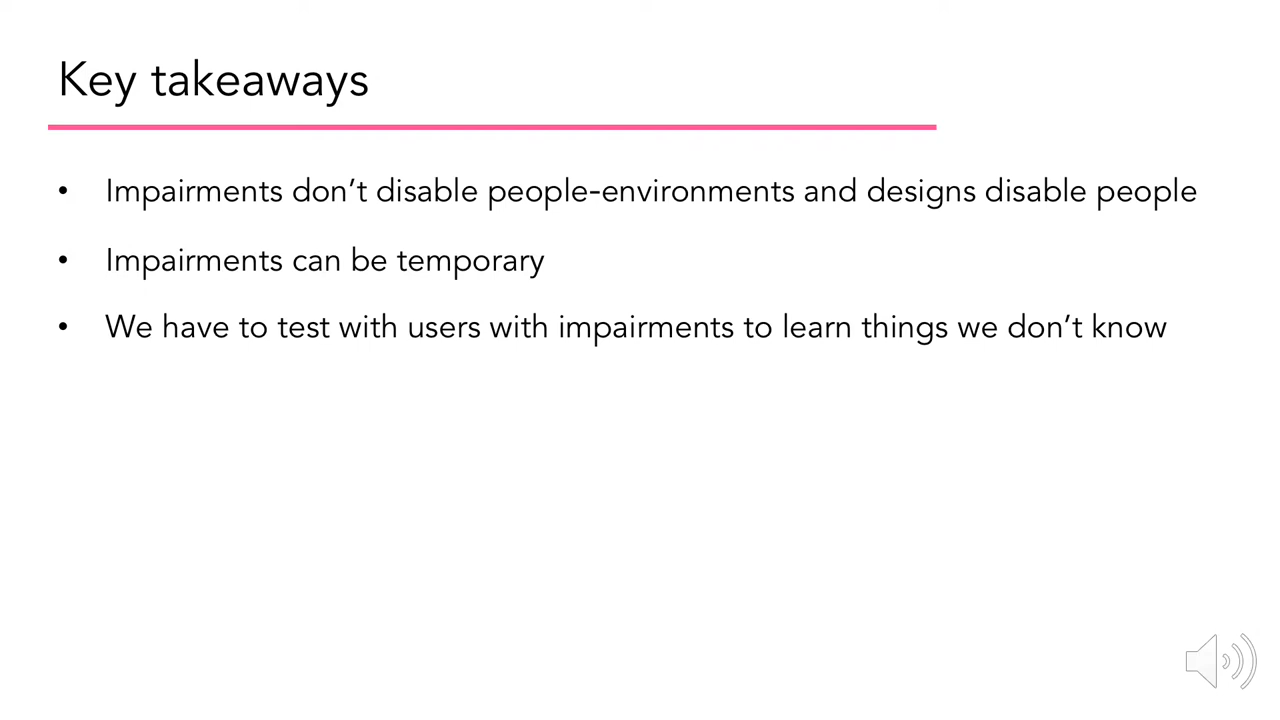 Key takeaways
• Impairments don’t disable people-environments and designs disable people
• Impairments can be temporary
• We have to test with users with impairments to learn things we don’t know